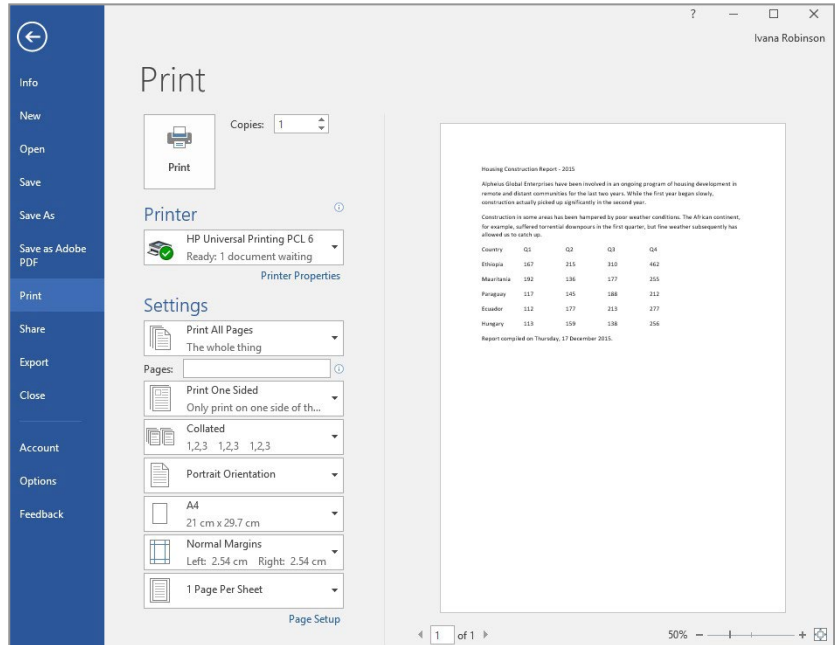 ?
Ivana Robinson
Info
New
Open
Save
Save As
Save as Adobe
PDF
Print
Share
Export
Close
Account
Options
Feedback
Print
Print
Copies: 1
Printer
HP Universal Printing PCL 6
Ready: 1 document waiting
Printer Properties
Settings
Print All Pages
The whole thing
Pages:
Print One Sided
Only print on one side of th...
Collated
1,2,3 1,2,3 1,2,3
Portrait Orientation
A4
21 cm x 29.7 cm
Normal Margins
Left: 2.54 cm Right: 2.54 cm
1 Page Per Sheet
Page Setup
Housing Construction Report - 2015
Alpheius Global Enterprises have been involved in an ongoing program of housing development in
remote and distant communities for the last two years. While the first year began slowly,
construction actually picked up significantly in the second year.
Construction in some areas has been hampered by poor weather conditions. The African continent,
for example, suffered torrential downpours in the first quarter, but fine weather subsequently has
allowed us to catch up.
Country Q1 Q2 Q3 Q4
Ethiopia 167 215 310 462
Mauritania 192 136 177 255
Paraguay 117 145 188 212
Ecuador 112 177 213 277
Hungary 113 159 138 256
Report compiled on Thursday, 17 December 2015.
1 of 1
50%